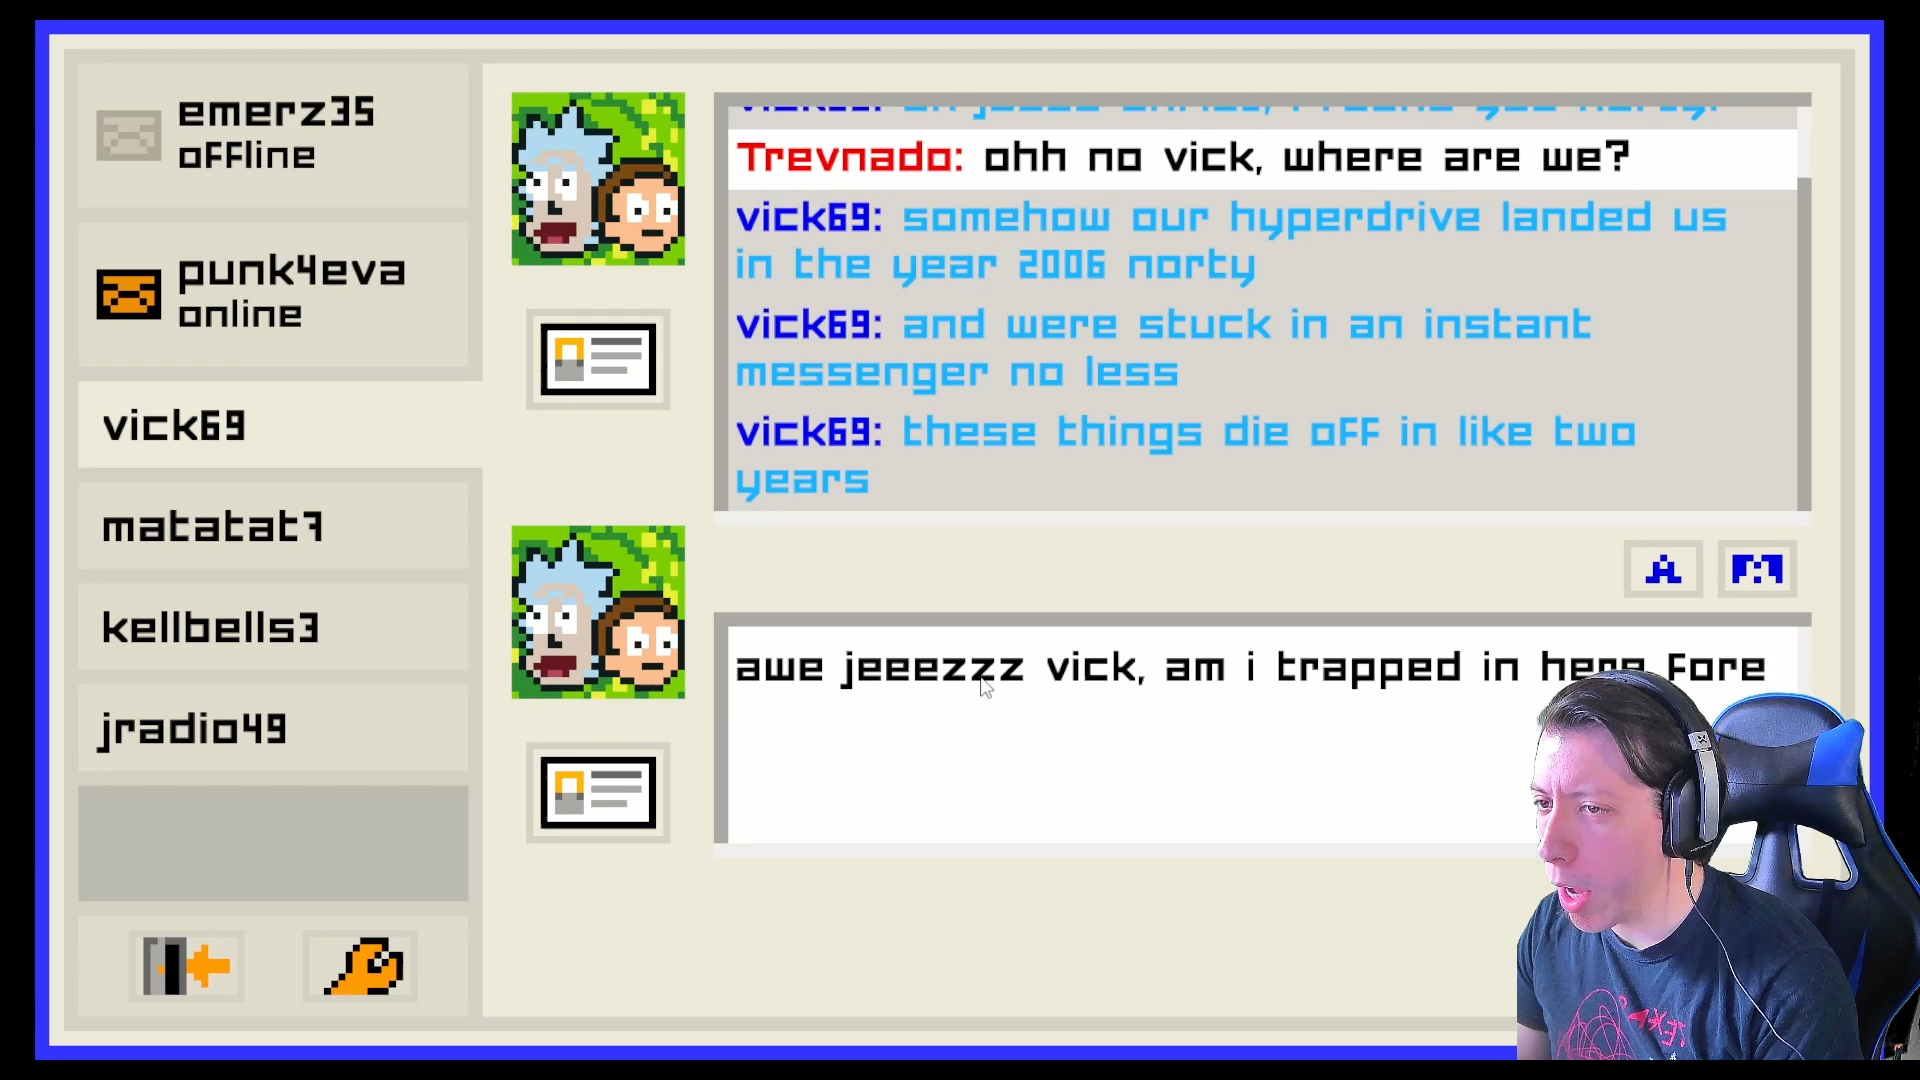 emerz35
offline
punk4eva
online
vick69
matatat7
kellbells3
jradio49
Trevnado: ohh no vick, where are we?
vick69: somehow our hyperdrive landed us
in the year 2006 norty
vick69: and were stuck in an instant
messenger no less
vick69: these things die off in like two
years
A M
awe jeeezzz vick, am i trapped in here fore